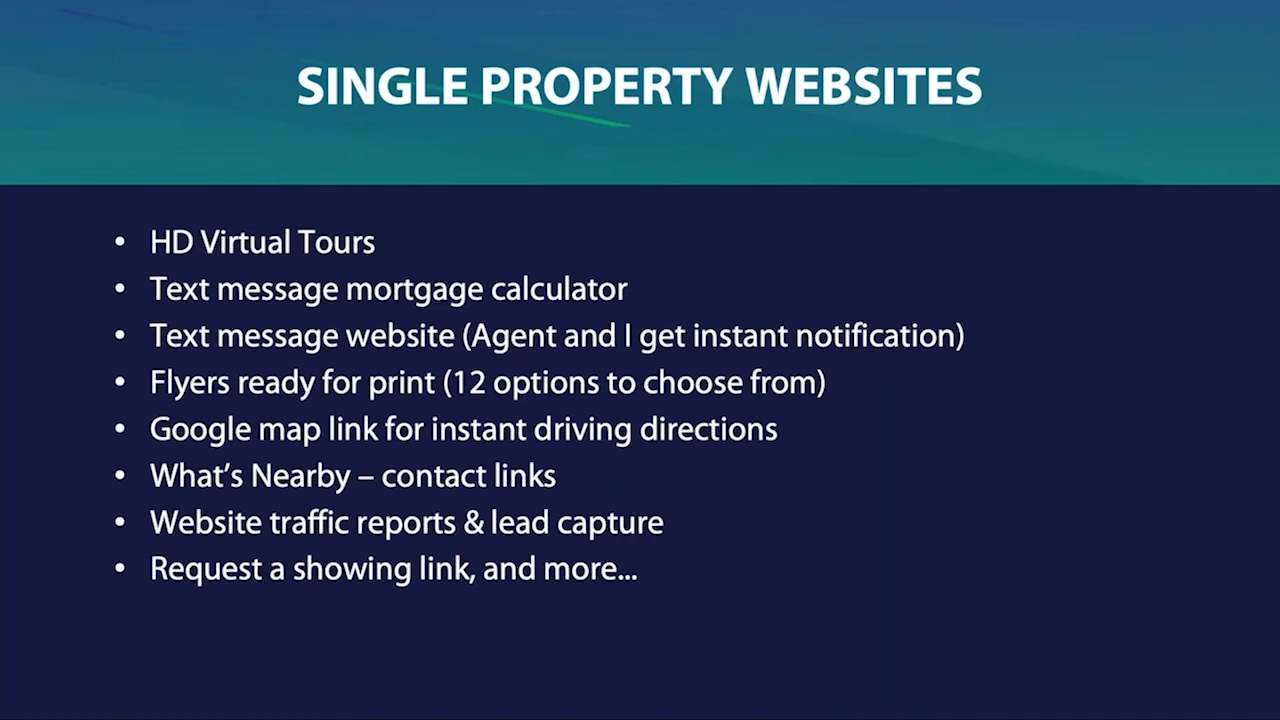 SINGLE PROPERTY WEBSITES
• HD Virtual Tours
• Text message mortgage calculator
• Text message website (Agent and I get instant notification)
• Flyers ready for print (12 options to choose from)
• Google map link for instant driving directions
• What’s Nearby – contact links
• Website traffic reports & lead capture
• Request a showing link, and more...